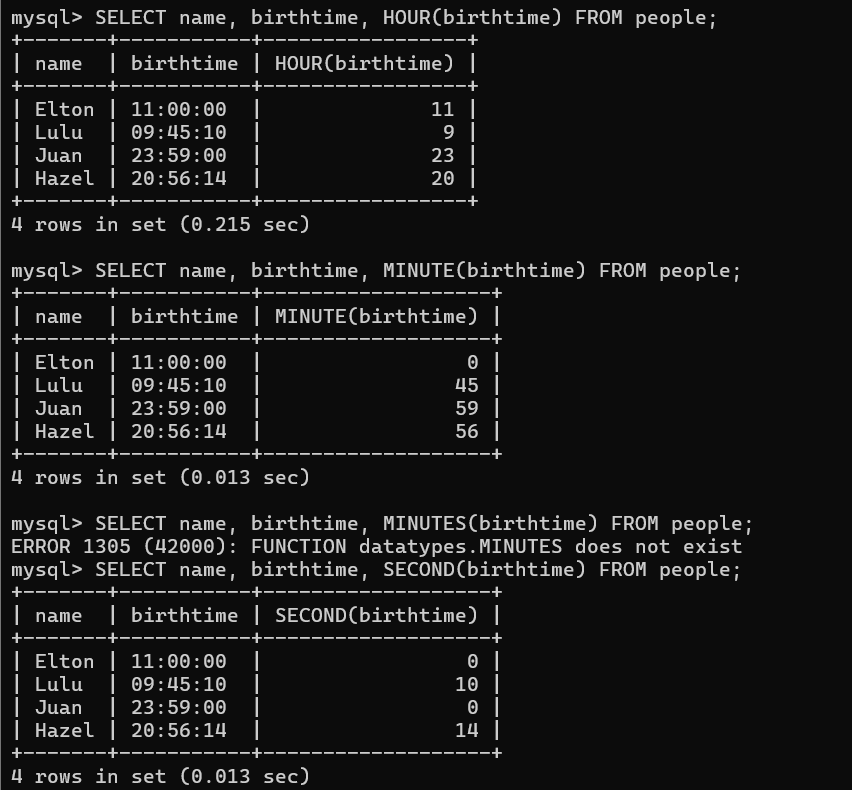 mysql> SELECT name, birthtime, HOUR(birthtime) FROM people;
+-------+-----------+-----------------+
| name  | birthtime | HOUR(birthtime) |
+-------+-----------+-----------------+
| Elton | 11:00:00  |              11 |
| Lulu  | 09:45:10  |               9 |
| Juan  | 23:59:00  |              23 |
| Hazel | 20:56:14  |              20 |
+-------+-----------+-----------------+
4 rows in set (0.215 sec)

mysql> SELECT name, birthtime, MINUTE(birthtime) FROM people;
+-------+-----------+-------------------+
| name  | birthtime | MINUTE(birthtime) |
+-------+-----------+-------------------+
| Elton | 11:00:00  |                 0 |
| Lulu  | 09:45:10  |                45 |
| Juan  | 23:59:00  |                59 |
| Hazel | 20:56:14  |                56 |
+-------+-----------+-------------------+
4 rows in set (0.013 sec)

mysql> SELECT name, birthtime, MINUTES(birthtime) FROM people;
ERROR 1305 (42000): FUNCTION datatypes.MINUTES does not exist
mysql> SELECT name, birthtime, SECOND(birthtime) FROM people;
+-------+-----------+-------------------+
| name  | birthtime | SECOND(birthtime) |
+-------+-----------+-------------------+
| Elton | 11:00:00  |                 0 |
| Lulu  | 09:45:10  |                10 |
| Juan  | 23:59:00  |                 0 |
| Hazel | 20:56:14  |                14 |
+-------+-----------+-------------------+
4 rows in set (0.013 sec)